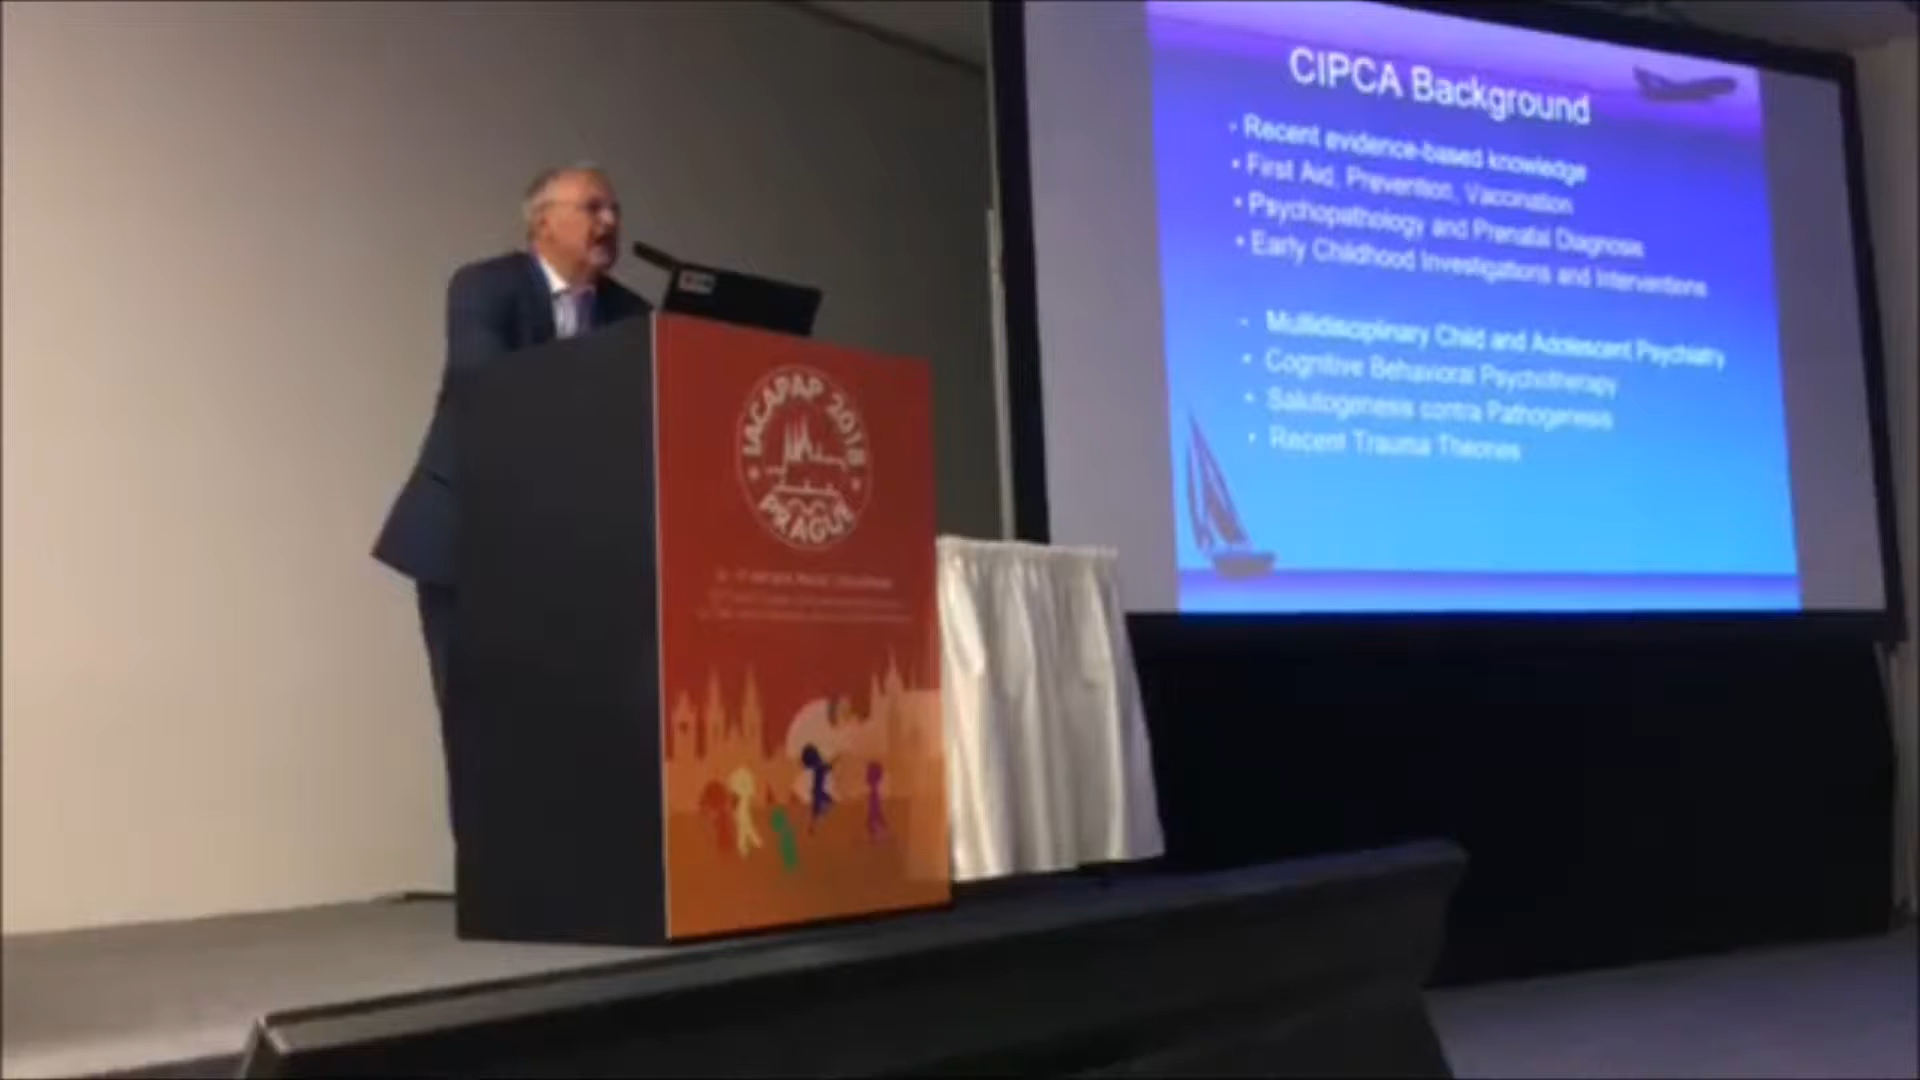 CIPCA Background
- Recent evidence-based knowledge
• First Aid, Prevention, Vaccination
• Psychopathology and Prenatal Diagnosis
• Early Childhood Investigations and Interventions
- Multidisciplinary Child and Adolescent Psychiatry
• Cognitive Behavioral Psychotherapy
• Salutogenesis contra Pathogenesis
• Recent Trauma Theories
IACAPAP 2018
PRAGUE